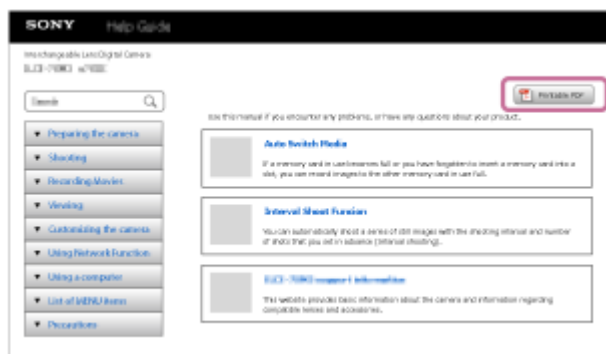 SONY Help Guide
Interchangeable Lens Digital Camera
Search
Printable PDF
Use this manual if you encounter any problems, or have any questions about your product.
Preparing the camera
Shooting
Recording Movies
Viewing
Customizing the camera
Using Network Function
Using a computer
List of MENU items
Precautions
Auto Switch Media
If a memory card in use becomes full or you have forgotten to insert a memory card into a
slot, you can record images to the other memory card in use full.
Interval Shoot Function
You can automatically shoot a series of still images with the shooting interval and number
of shots that you set in advance (Interval shooting).
support information
This website provides basic information about the camera and information regarding
compatible lenses and accessories.